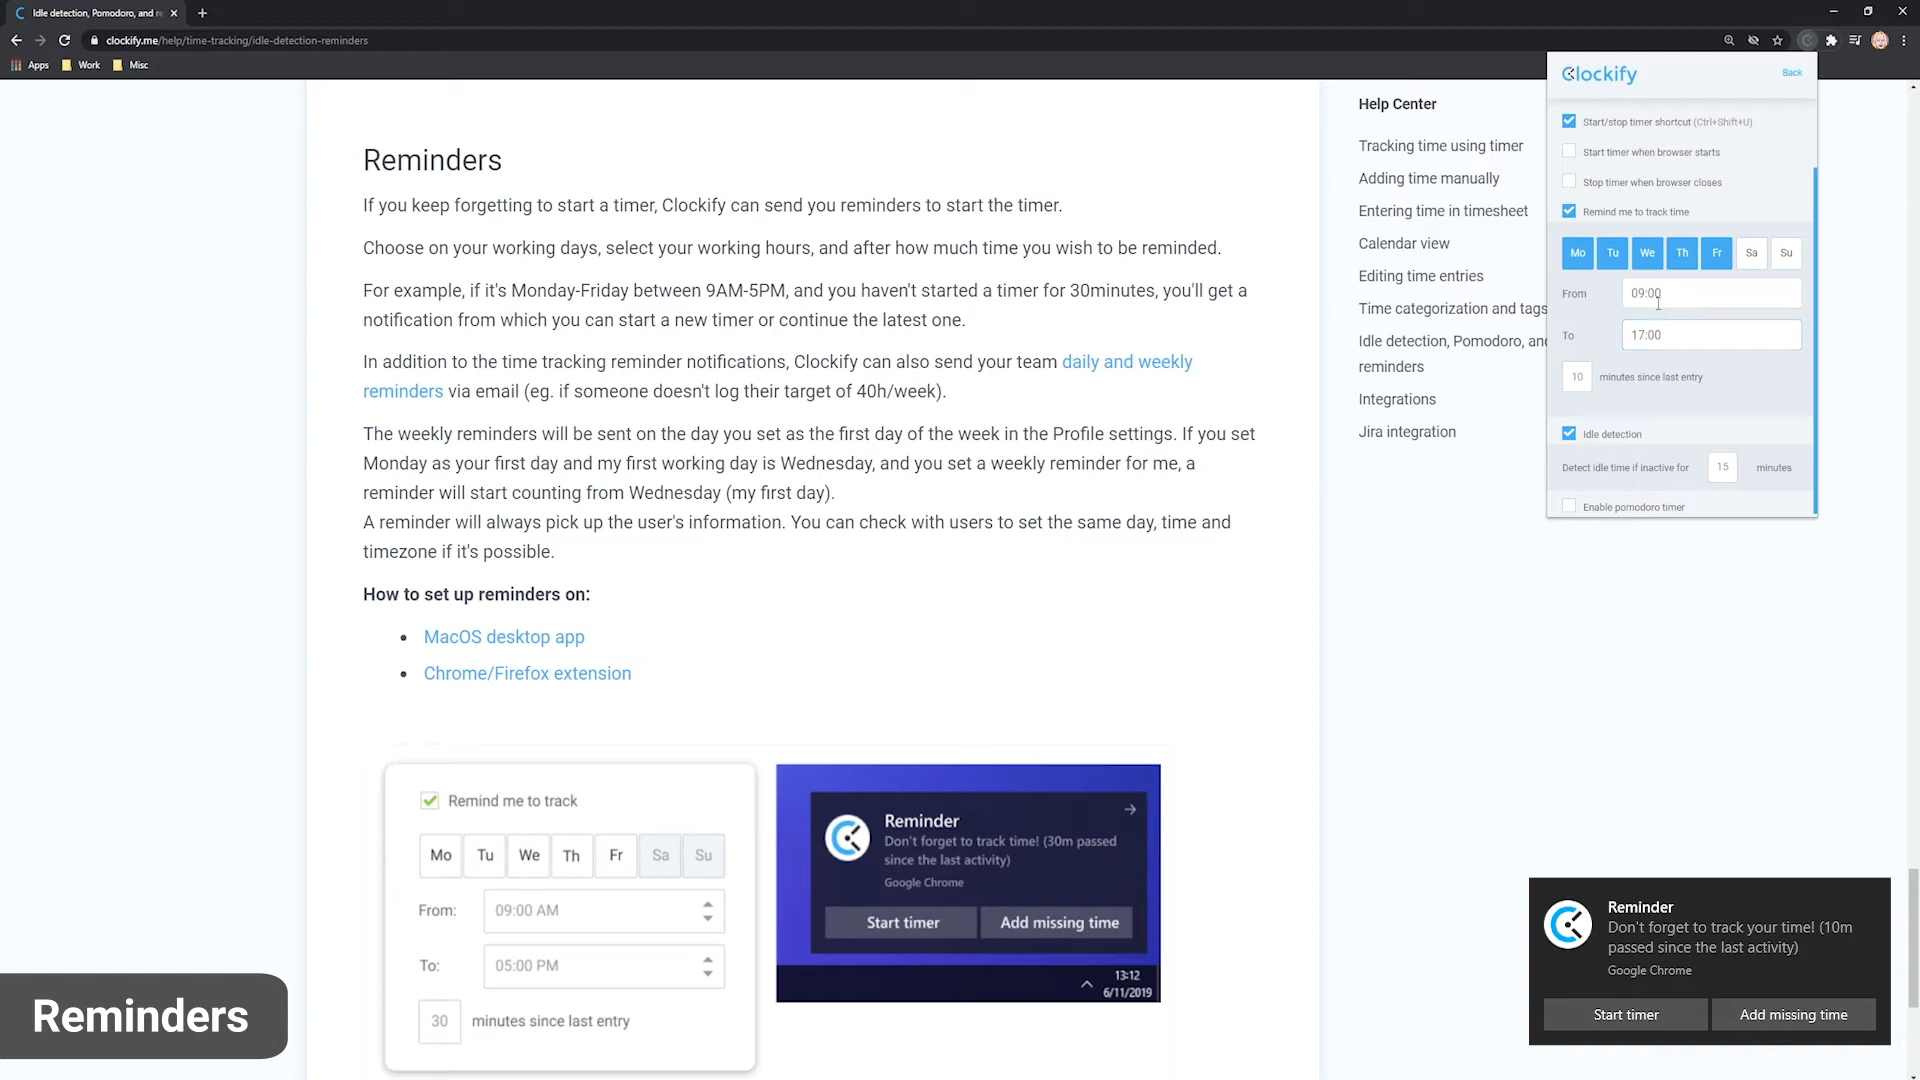 Idle detection, Pomodoro, and re
clockify.me/help/time-tracking/idle-detection-reminders
Apps
Work
Misc
Reminders
If you keep forgetting to start a timer, Clockify can send you reminders to start the timer.
Choose on your working days, select your working hours, and after how much time you wish to be reminded.
For example, if it's Monday-Friday between 9AM-5PM, and you haven't started a timer for 30minutes, you'll get a
notification from which you can start a new timer or continue the latest one.
In addition to the time tracking reminder notifications, Clockify can also send your team daily and weekly
reminders via email (eg. if someone doesn't log their target of 40h/week).
The weekly reminders will be sent on the day you set as the first day of the week in the Profile settings. If you set
Monday as your first day and my first working day is Wednesday, and you set a weekly reminder for me, a
reminder will start counting from Wednesday (my first day).
A reminder will always pick up the user's information. You can check with users to set the same day, time and
timezone if it's possible.
How to set up reminders on:
MacOS desktop app
Chrome/Firefox extension
Remind me to track
Mo Tu We Th Fr Sa Su
From: 09:00 AM
To: 05:00 PM
30 minutes since last entry
Reminder
Don't forget to track time! (30m passed
since the last activity)
Google Chrome
Start timer
Add missing time
13:12
6/11/2019
Help Center
Tracking time using timer
Adding time manually
Entering time in timesheet
Calendar view
Editing time entries
Time categorization and tags
Idle detection, Pomodoro, and
reminders
Integrations
Jira integration
Clockify
Back
Start/stop timer shortcut (Ctrl+Shift+U)
Start timer when browser starts
Stop timer when browser closes
Remind me to track time
Mo Tu We Th Fr Sa Su
From 09:00
To 17:00
10 minutes since last entry
Idle detection
Detect idle time if inactive for 15 minutes
Enable pomodoro timer
Reminder
Don't forget to track your time! (10m
passed since the last activity)
Google Chrome
Start timer
Add missing time
Reminders